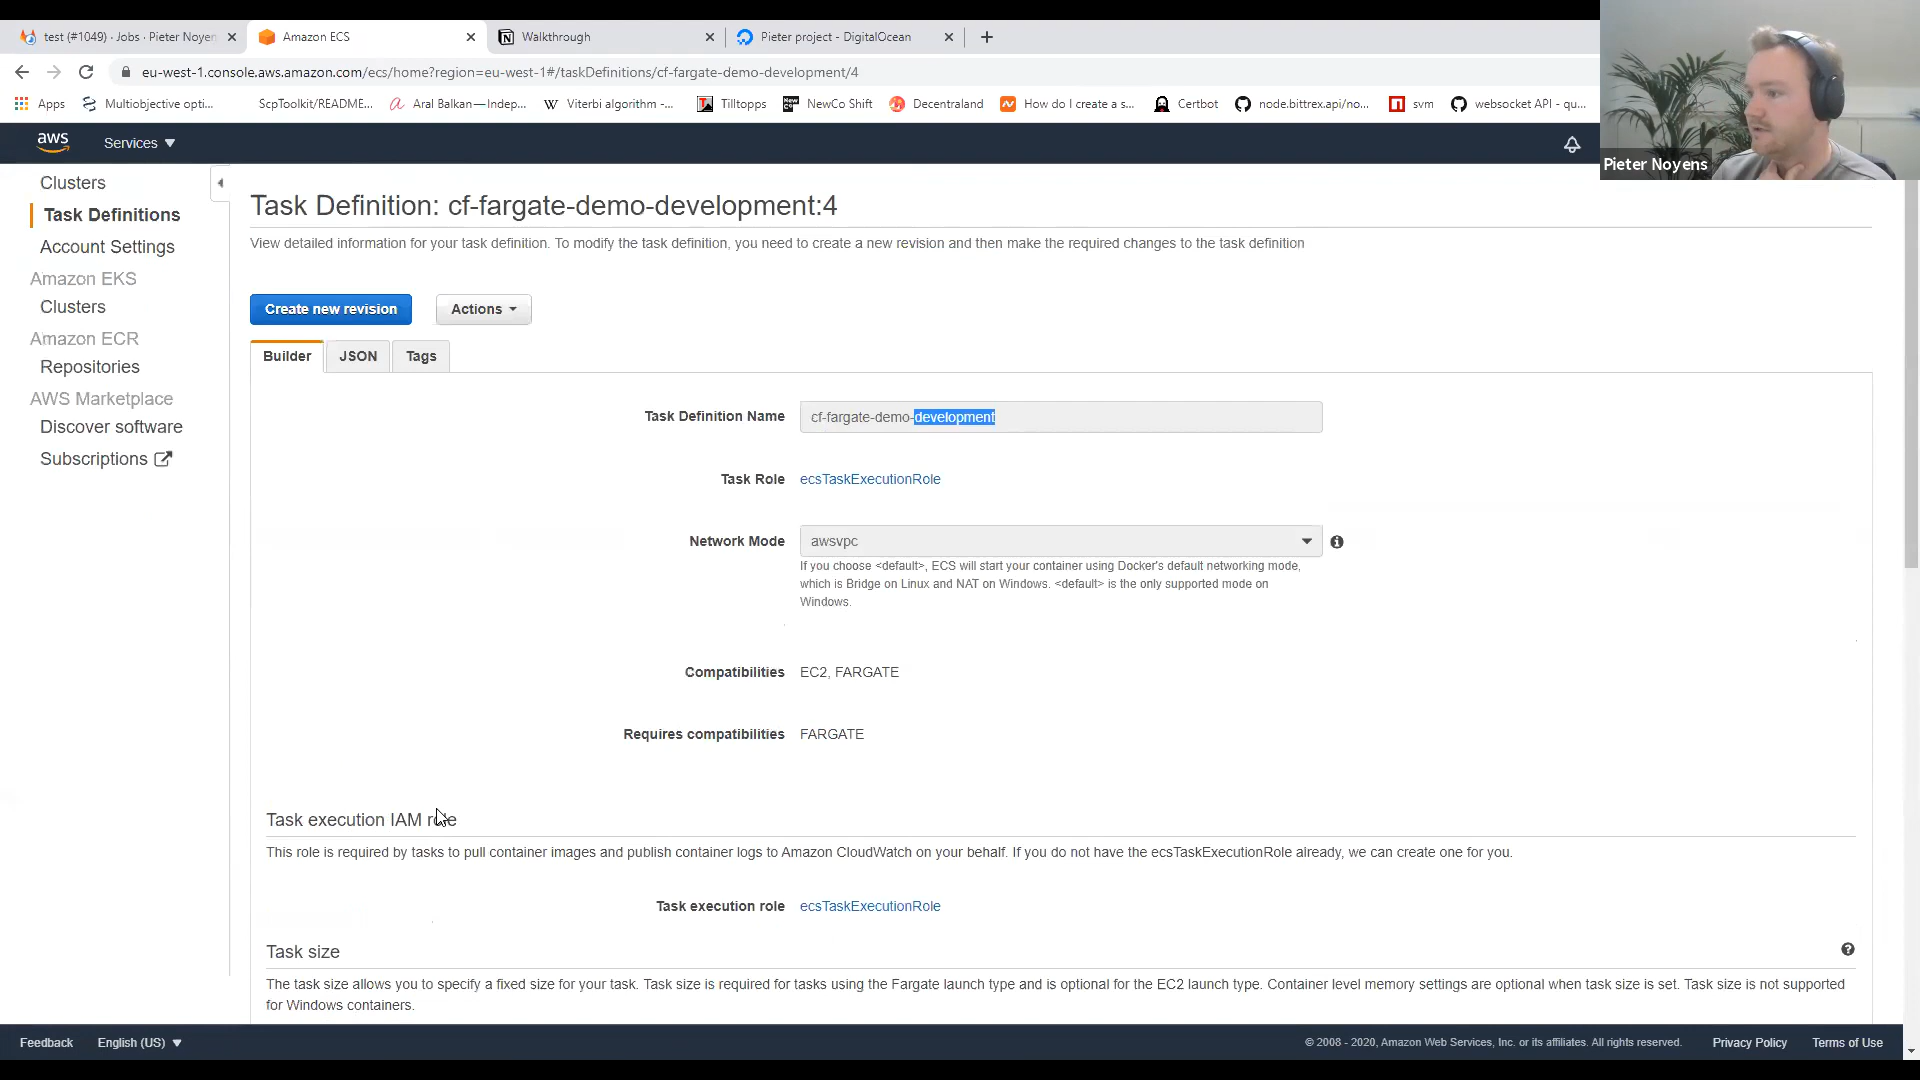 test (#1049) · Jobs · Pieter Noyen
Amazon ECS
Walkthrough
Pieter project - DigitalOcean
eu-west-1.console.aws.amazon.com/ecs/home?region=eu-west-1#/taskDefinitions/cf-fargate-demo-development/4
Apps
Multiobjective opti...
ScpToolkit/README...
Aral Balkan — Indep...
Viterbi algorithm -...
Tilltopps
NewCo Shift
Decentraland
How do I create a s...
Certbot
node.bittrex.api/no...
svm
websocket API - qu...
Pieter Noyens
aws
Services
Clusters
Task Definitions
Account Settings
Amazon EKS
Clusters
Amazon ECR
Repositories
AWS Marketplace
Discover software
Subscriptions
Task Definition: cf-fargate-demo-development:4
View detailed information for your task definition. To modify the task definition, you need to create a new revision and then make the required changes to the task definition
Create new revision
Actions
Builder
JSON
Tags
Task Definition Name
cf-fargate-demo-development
Task Role
ecsTaskExecutionRole
Network Mode
awsvpc
If you choose <default>, ECS will start your container using Docker's default networking mode,
which is Bridge on Linux and NAT on Windows. <default> is the only supported mode on
Windows.
Compatibilities
EC2, FARGATE
Requires compatibilities
FARGATE
Task execution IAM role
This role is required by tasks to pull container images and publish container logs to Amazon CloudWatch on your behalf. If you do not have the ecsTaskExecutionRole already, we can create one for you.
Task execution role
ecsTaskExecutionRole
Task size
The task size allows you to specify a fixed size for your task. Task size is required for tasks using the Fargate launch type and is optional for the EC2 launch type. Container level memory settings are optional when task size is set. Task size is not supported
for Windows containers.
Feedback
English (US)
© 2008 - 2020, Amazon Web Services, Inc. or its affiliates. All rights reserved.
Privacy Policy
Terms of Use